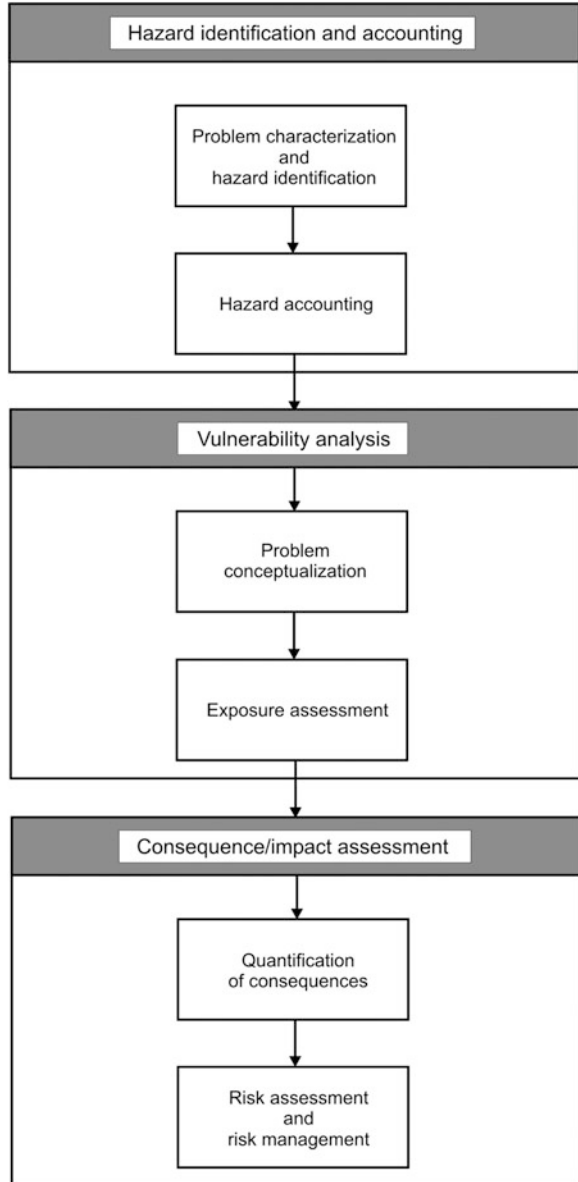 Hazard identification and accounting
Problem characterization
and
hazard identification
Hazard accounting
Vulnerability analysis
Problem
conceptualization
Exposure assessment
Consequence/impact assessment
Quantification
of consequences
Risk assessment
and
risk management